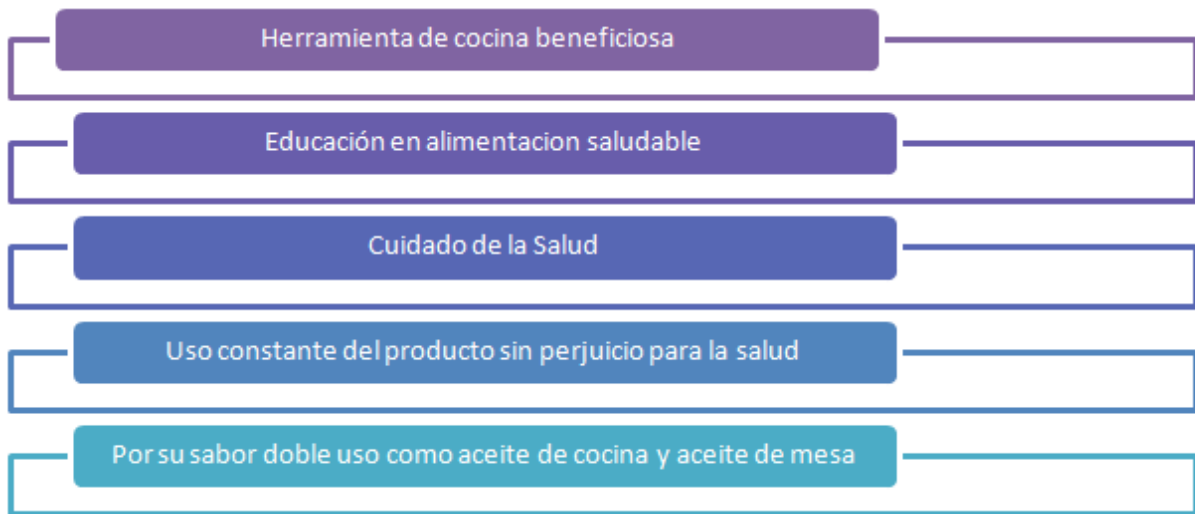 Herramienta de cocina beneficiosa
Educación en alimentacion saludable
Cuidado de la Salud
Uso constante del producto sin perjuicio para la salud
Por su sabor doble uso como aceite de cocina y aceite de mesa